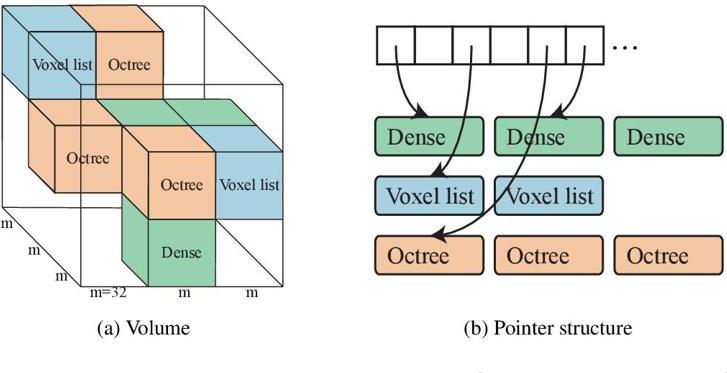 Voxel list
Octree
Octree
Octree
Voxel list
Dense
m
m
m
m=32
m
m
(a) Volume
...
Dense
Dense
Dense
Voxel list
Voxel list
Octree
Octree
Octree
(b) Pointer structure